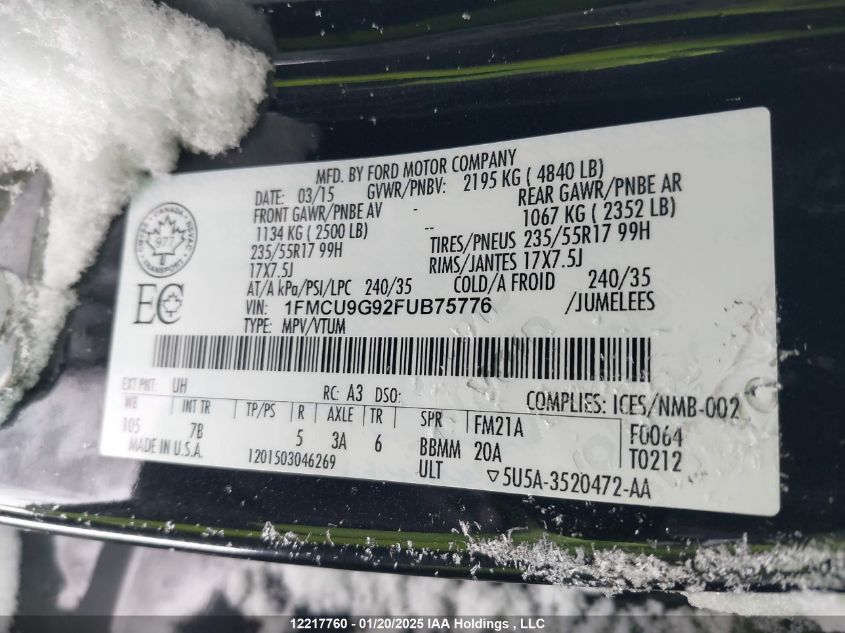 MFD. BY FORD MOTOR COMPANY
DATE: 03/15 GVWR/PNBV: 2195 KG ( 4840 LB)
FRONT GAWR/PNBE AV - REAR GAWR/PNBE AR
1134 KG ( 2500 LB) -- 1067 KG ( 2352 LB)
235/55R17 99H TIRES/PNEUS 235/55R17 99H
17X7.5J RIMS/JANTES 17X7.5J
AT/A kPa/PSI/LPC 240/35 COLD/A FROID 240/35
VIN: 1FMCU9G92FUB75776 /JUMELEES
TYPE: MPV/VTUM
CANADA
TRANSPORT
977
EC
EXT PNT: UH RC: A3 DSO: COMPLIES: ICES/NMB-002
WB INT TR TP/PS R AXLE TR SPR FM21A F0064
105 7B 5 3A 6 BBMM 20A T0212
MADE IN U.S.A. 1201503046269 ULT ▽5U5A-3520472-AA
12217760 - 01/20/2025 IAA Holdings , LLC